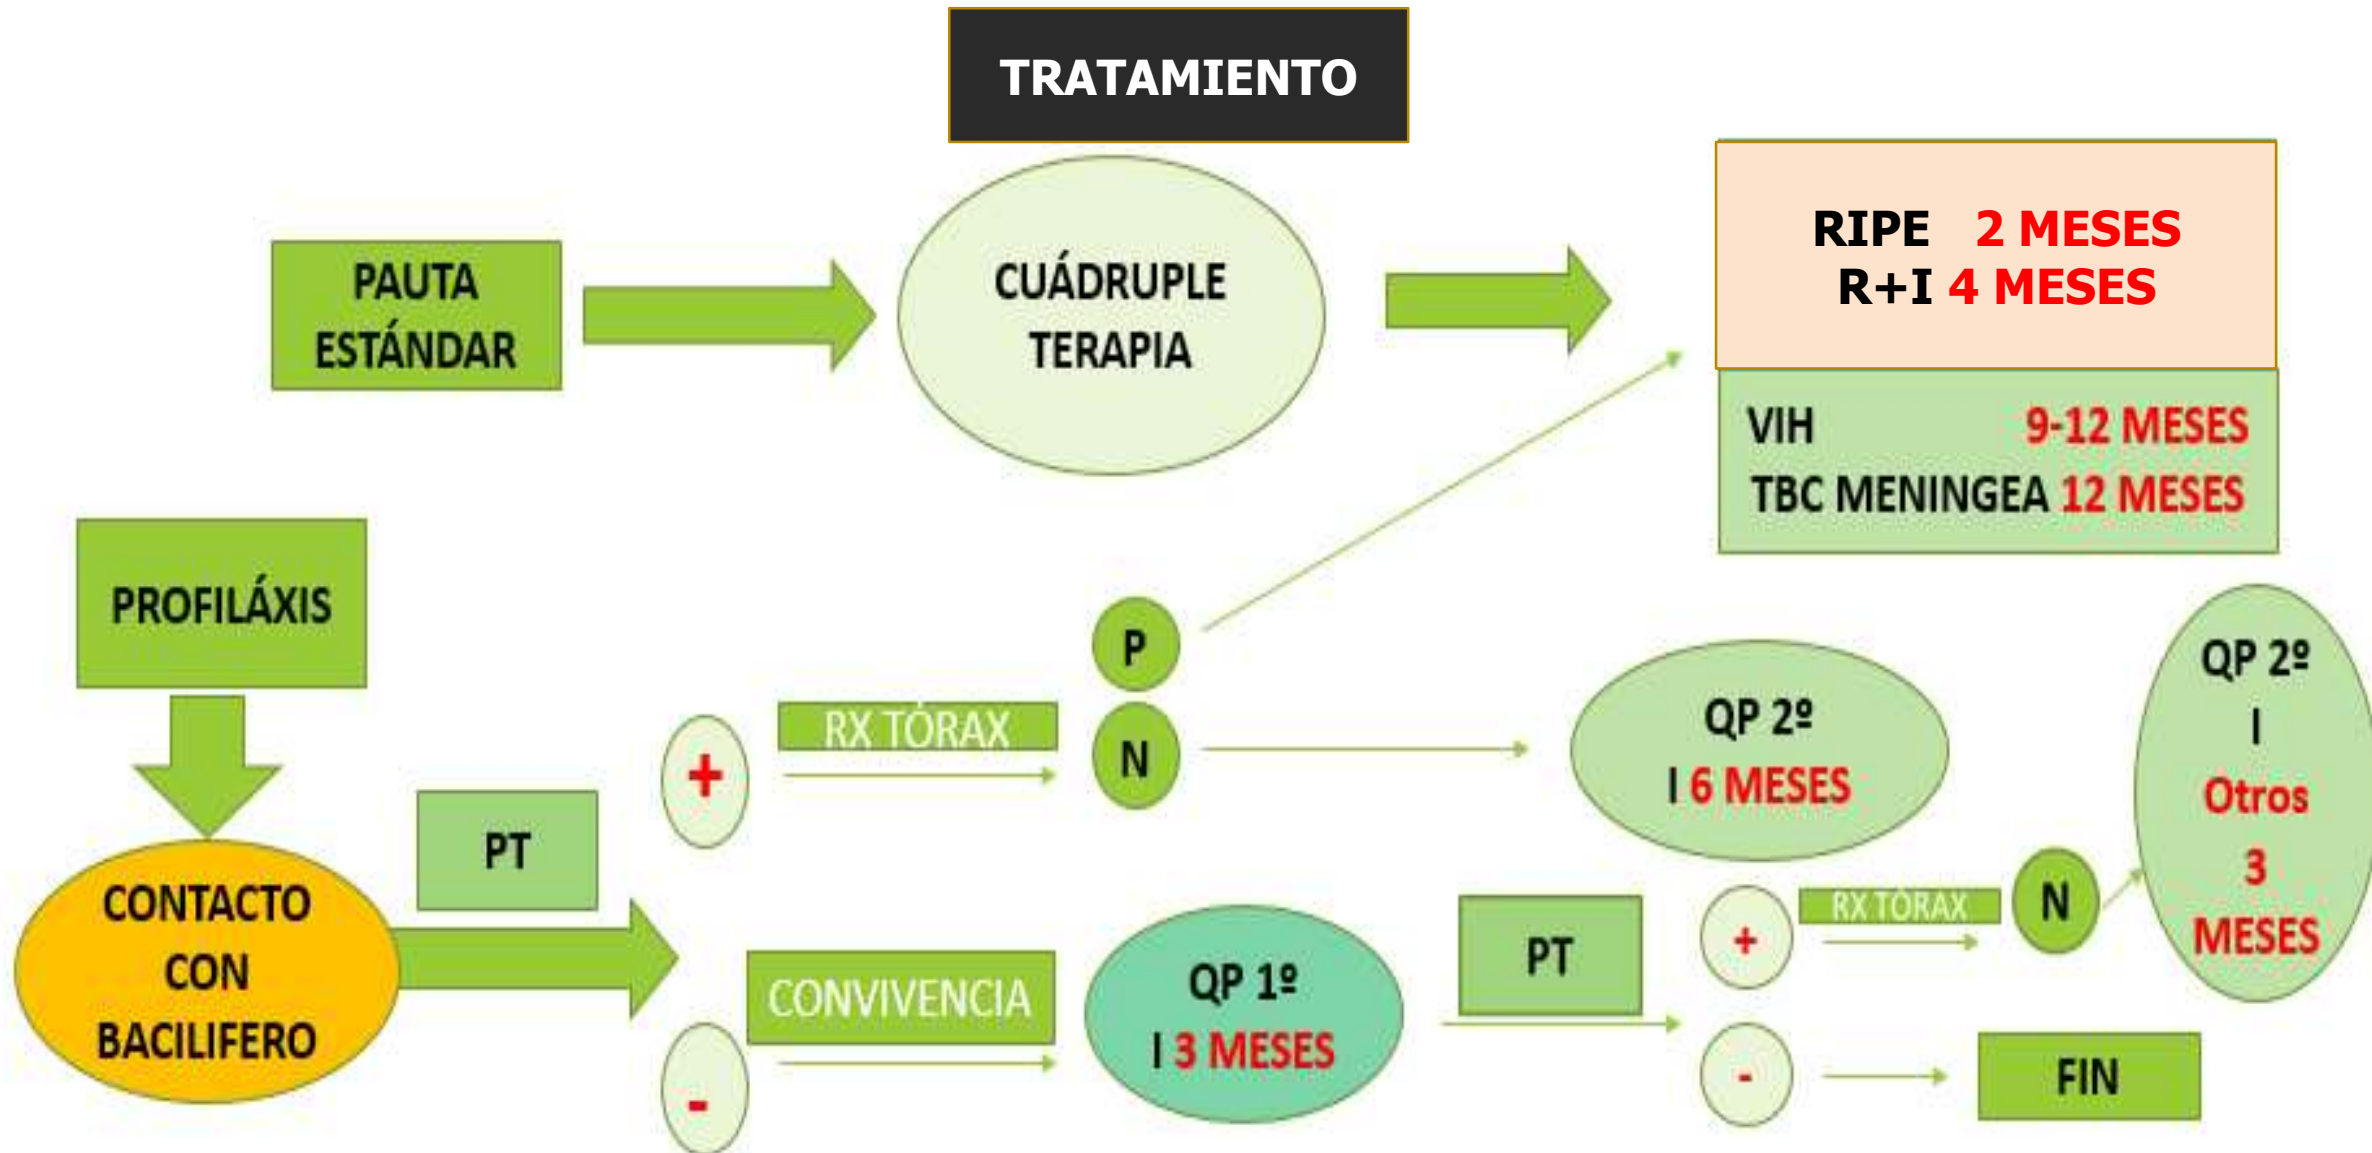 TRATAMIENTO
PAUTA
ESTÁNDAR
CUÁDRUPLE
TERAPIA
RIPE 2 MESES
R+I 4 MESES
VIH 9-12 MESES
TBC MENINGEA 12 MESES
PROFILÁXIS
CONTACTO
CON
BACILIFERO
PT
+
RX TÓRAX
P
N
QP 2º
I 6 MESES
-
CONVIVENCIA
QP 1º
I 3 MESES
PT
+
RX TÓRAX
N
QP 2º
I
Otros
3
MESES
-
FIN